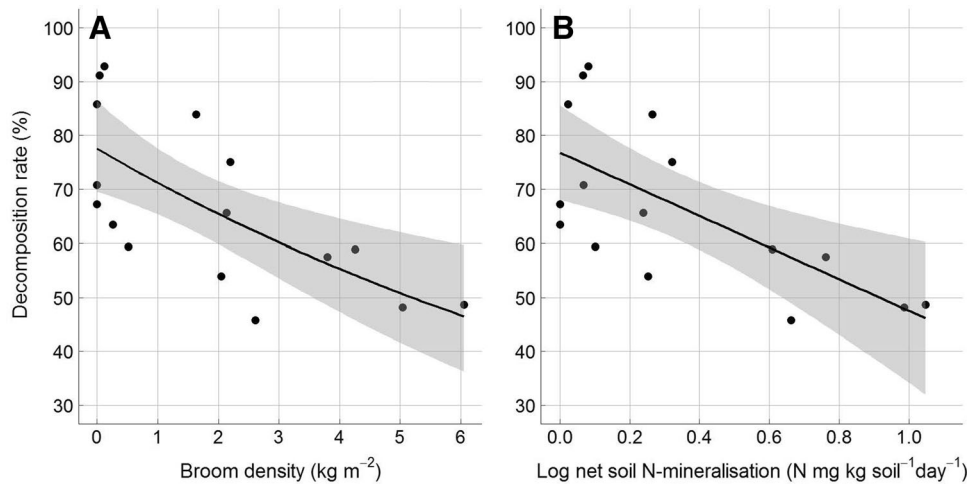 A
B
100
90
80
70
60
50
40
30
Decomposition rate (%)
0 1 2 3 4 5 6
Broom density (kg m⁻²)
100
90
80
70
60
50
40
30
0.0 0.2 0.4 0.6 0.8 1.0
Log net soil N-mineralisation (N mg kg soil⁻¹day⁻¹)